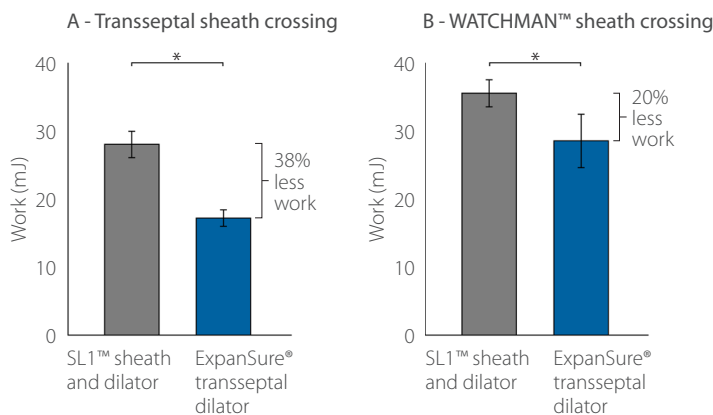 A - Transseptal sheath crossing
40
30
20
10
0
Work (mJ)
*
38%
less
work
SL1™ sheath
and dilator
ExpanSure®
transseptal
dilator
B - WATCHMAN™ sheath crossing
40
30
20
10
0
Work (mJ)
*
20%
less
work
SL1™ sheath
and dilator
ExpanSure®
transseptal
dilator